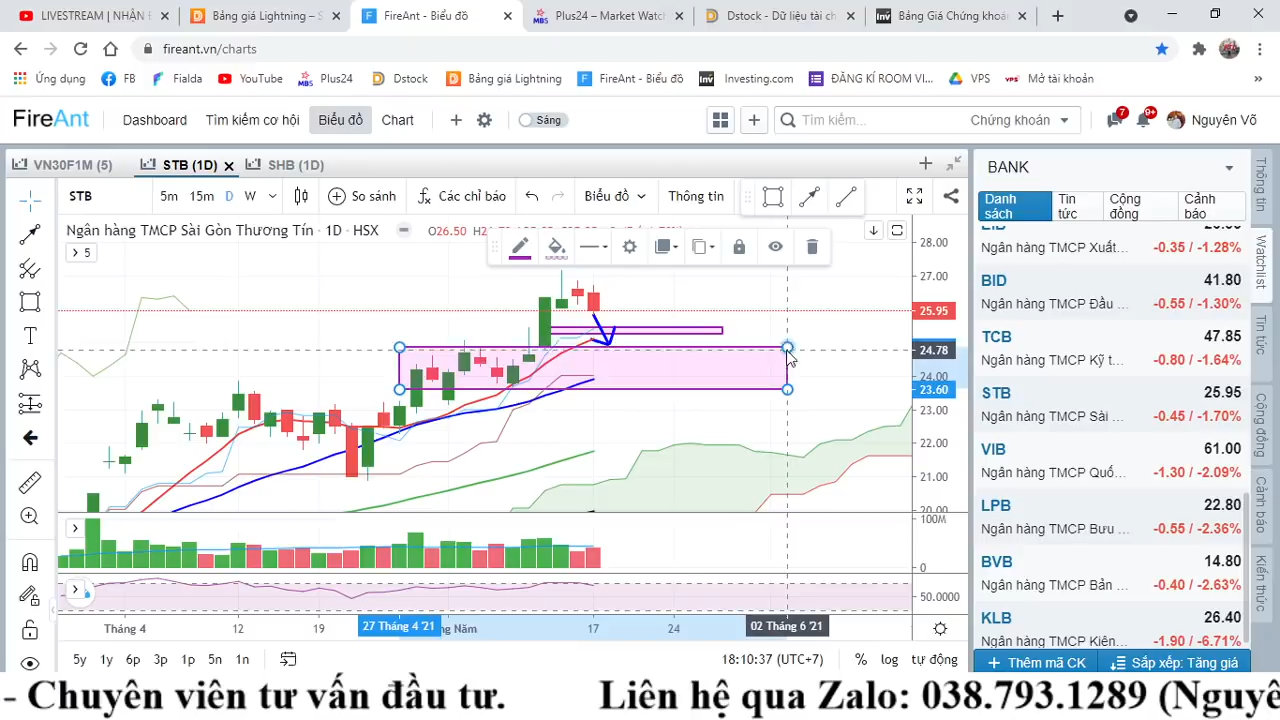 LIVESTREAM | NHẬN Đ
Bảng giá Lightning – S
FireAnt - Biểu đồ
Plus24 – Market Watch
Dstock - Dữ liệu tài ch
Bảng Giá Chứng khoá
fireant.vn/charts
Ứng dụng
FB
Fialda
YouTube
Plus24
Dstock
Bảng giá Lightning
FireAnt - Biểu đồ
Investing.com
ĐĂNG KÍ ROOM VI...
VPS
Mở tài khoản
FireAnt
Dashboard
Tìm kiếm cơ hội
Biểu đồ
Chart
Sáng
Tìm kiếm...
Chứng khoán
7
9+
Nguyên Võ
VN30F1M (5)
STB (1D)
SHB (1D)
STB
5m
15m
D
W
So sánh
Các chỉ báo
Biểu đồ
Thông tin
Ngân hàng TMCP Sài Gòn Thương Tín · 1D · HSX
O26.50
5
28.00
27.00
25.95
24.78
24.00
23.60
23.00
22.00
21.00
20.00
100M
0
50.0000
Tháng 4
12
19
27 Tháng 4 '21
ng Năm
17
24
02 Tháng 6 '21
5y
1y
6p
3p
1p
5n
1n
18:10:37 (UTC+7)
%
log
tự động
BANK
Danh sách
Tin tức
Cộng đồng
Cảnh báo
EIB
Ngân hàng TMCP Xuất...
-0.35 / -1.28%
BID
41.80
Ngân hàng TMCP Đầu ...
-0.55 / -1.30%
TCB
47.85
Ngân hàng TMCP Kỹ t...
-0.80 / -1.64%
STB
25.95
Ngân hàng TMCP Sài ...
-0.45 / -1.70%
VIB
61.00
Ngân hàng TMCP Quố...
-1.30 / -2.09%
LPB
22.80
Ngân hàng TMCP Bưu ...
-0.55 / -2.36%
BVB
14.80
Ngân hàng TMCP Bản ...
-0.40 / -2.63%
KLB
26.40
Ngân hàng TMCP Kiên...
-1.90 / -6.71%
Thêm mã CK
Sắp xếp: Tăng giá
Thông tin
Watchlist
Tin tức
Cộng đồng
Cảnh báo
Kiến thức
- Chuyên viên tư vấn đầu tư.
Liên hệ qua Zalo: 038.793.1289 (Nguyê